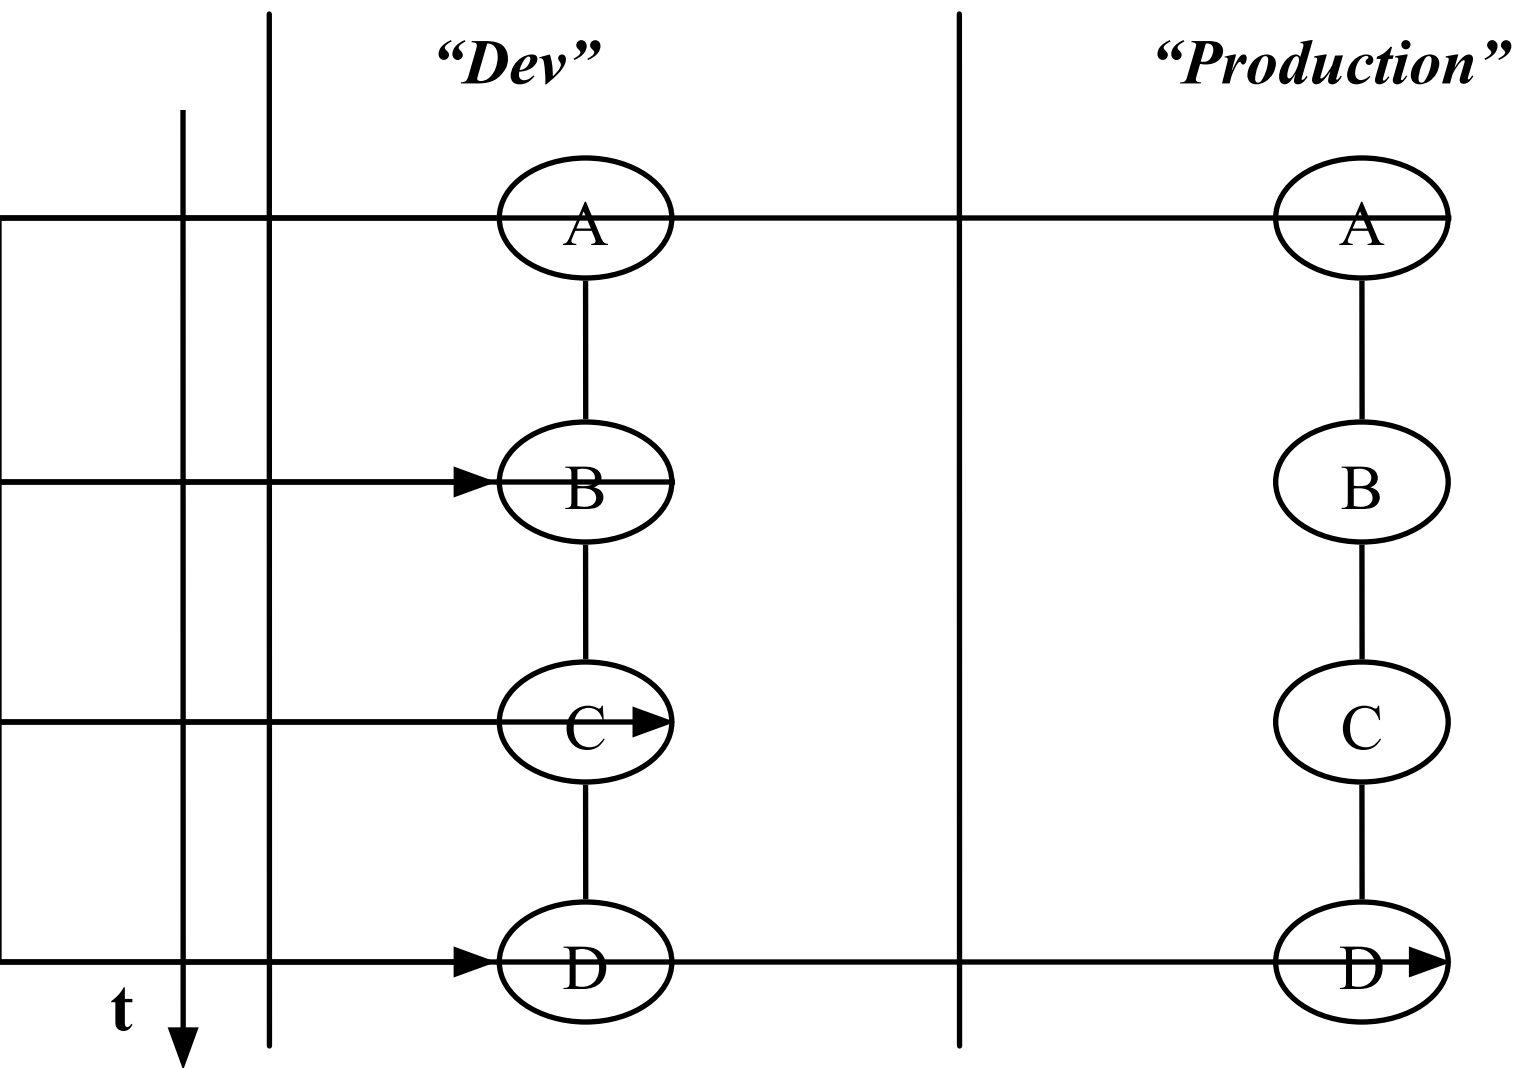 “Dev” “Production”
A A
B B
C C
D D
t